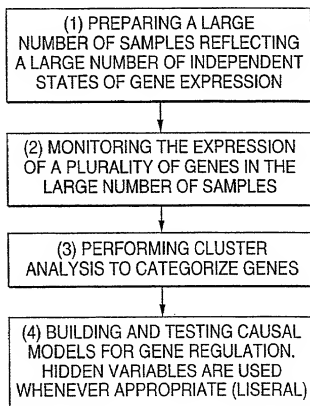 (1) PREPARING A LARGE
NUMBER OF SAMPLES REFLECTING
A LARGE NUMBER OF INDEPENDENT
STATES OF GENE EXPRESSION
(2) MONITORING THE EXPRESSION
OF A PLURALITY OF GENES IN THE
LARGE NUMBER OF SAMPLES
(3) PERFORMING CLUSTER
ANALYSIS TO CATEGORIZE GENES
(4) BUILDING AND TESTING CAUSAL
MODELS FOR GENE REGULATION.
HIDDEN VARIABLES ARE USED
WHENEVER APPROPRIATE (LISERAL)